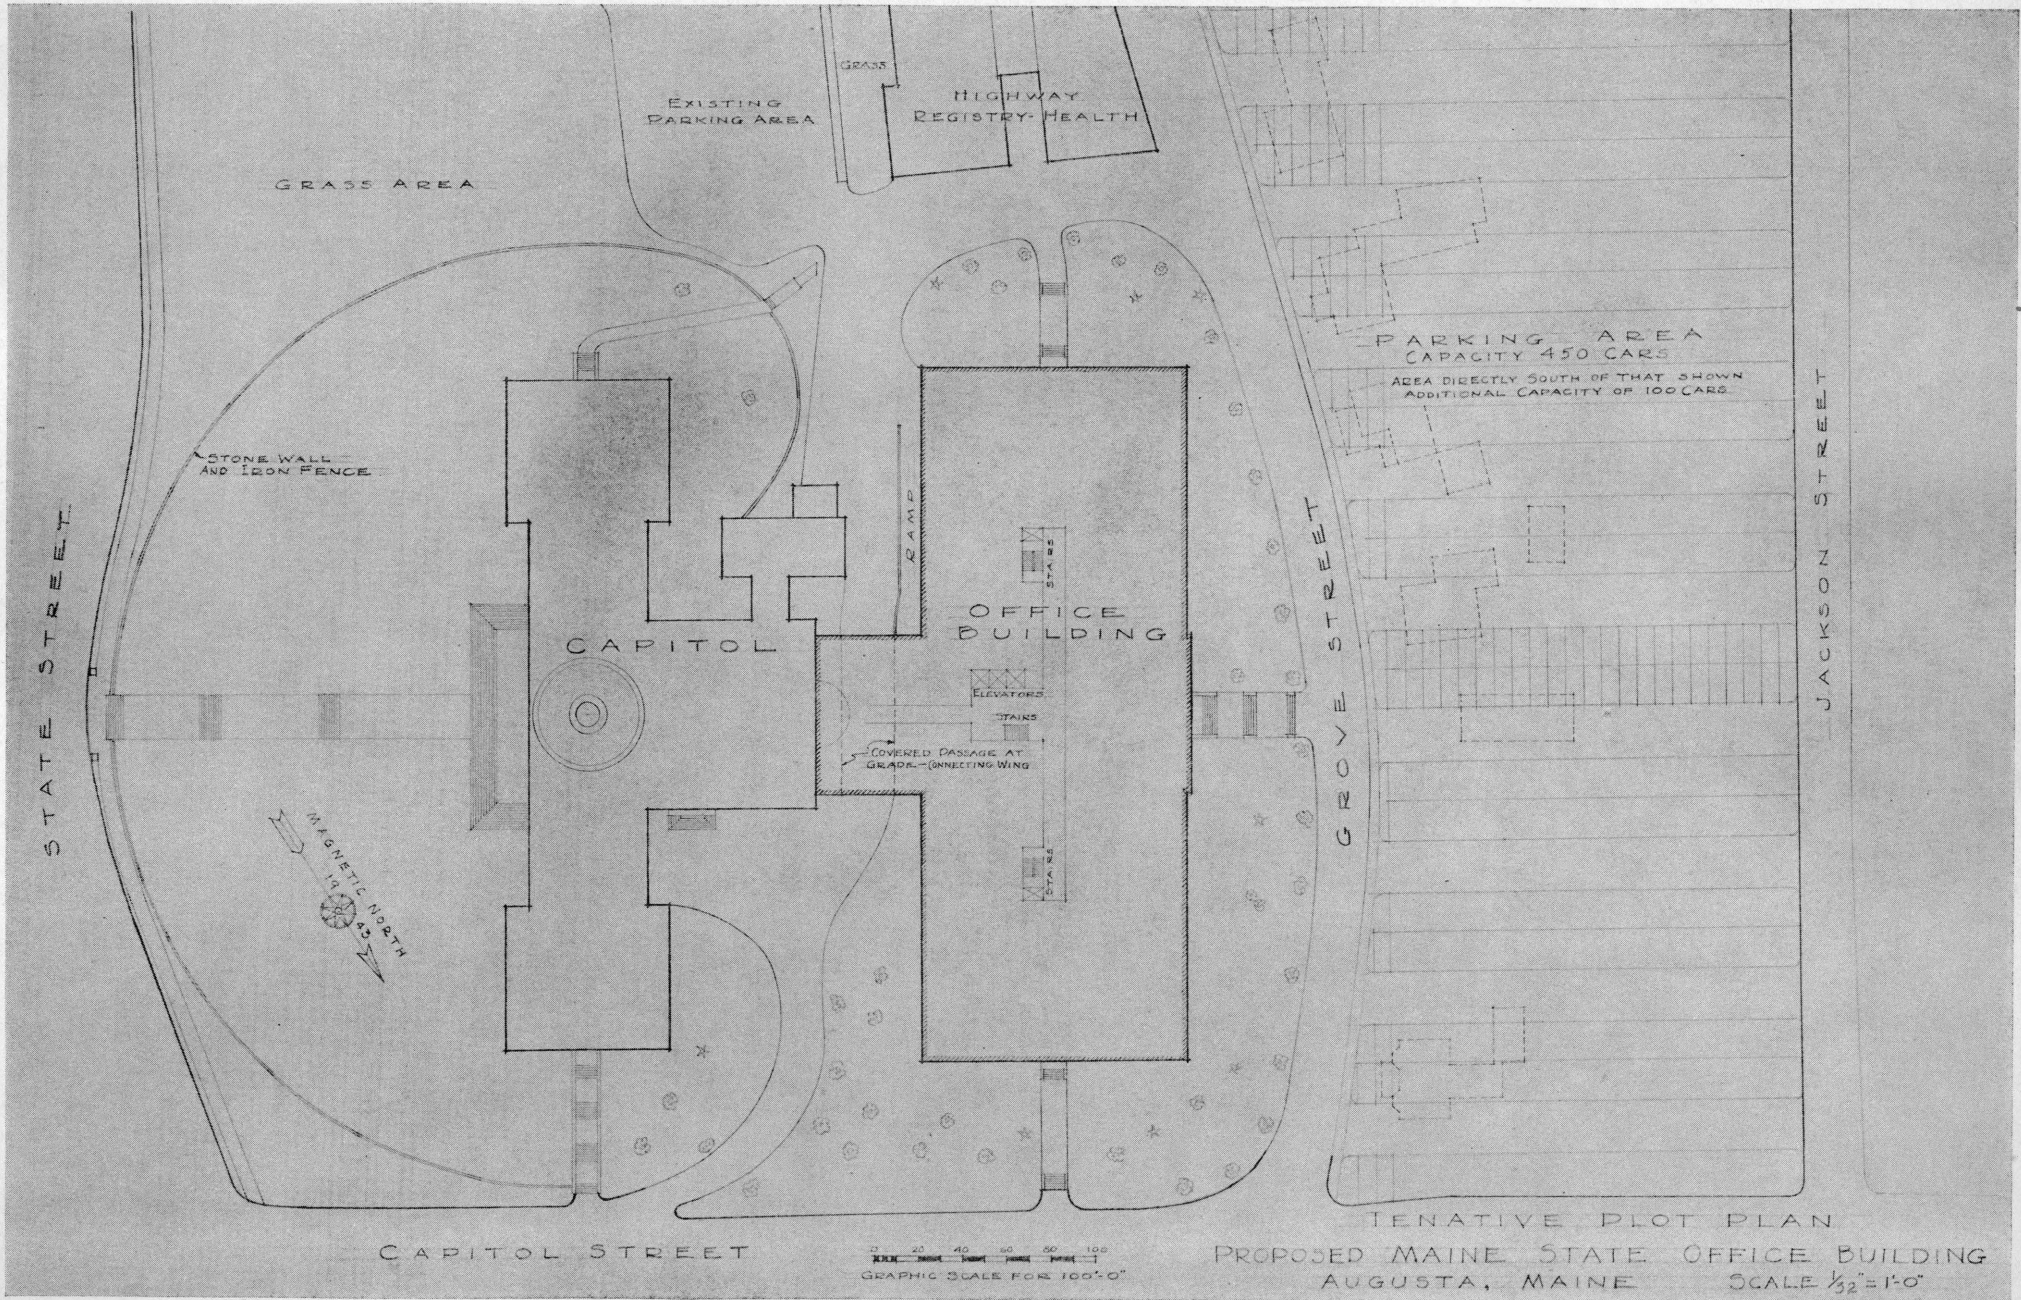 GRASS
EXISTING
PARKING AREA
HIGHWAY
REGISTRY-HEALTH
GRASS AREA
PARKING AREA
CAPACITY 450 CARS
AREA DIRECTLY SOUTH OF THAT SHOWN
ADDITIONAL CAPACITY OF 100 CARS
STONE WALL
AND IRON FENCE
STATE STREET
RAMP
STAIRS
OFFICE
BUILDING
CAPITOL
ELEVATORS
STAIRS
COVERED PASSAGE AT
GRADE-CONNECTING WING
STAIRS
GROVE STREET
JACKSON STREET
MAGNETIC NORTH
1943
CAPITOL STREET
0 20 40 60 80 100
GRAPHIC SCALE FOR 100'-0"
TENATIVE PLOT PLAN
PROPOSED MAINE STATE OFFICE BUILDING
AUGUSTA, MAINE SCALE 1/32"=1'-0"